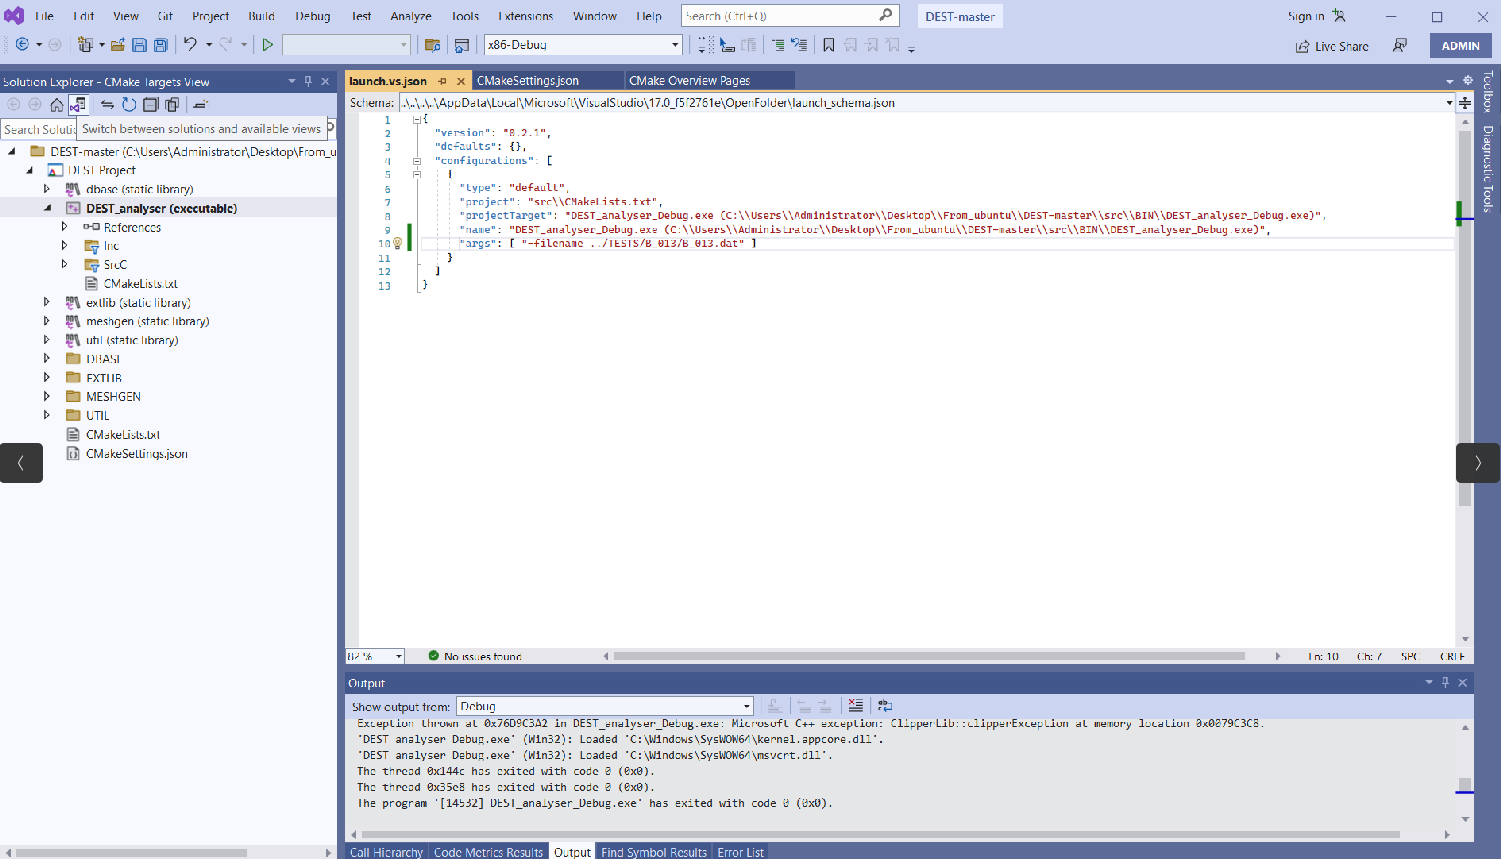 File Edit View Git Project Build Debug Test Analyze Tools Extensions Window Help Search (Ctrl+Q) DEST-master Sign in
x86-Debug Live Share ADMIN
Solution Explorer - CMake Targets View
launch.vs.json CMakeSettings.json CMake Overview Pages
Schema: ..\..\..\..\AppData\Local\Microsoft\VisualStudio\17.0_f5f2761e\OpenFolder\launch_schema.json
Search Soluti
Switch between solutions and available views
DEST-master (C:\Users\Administrator\Desktop\From_u
DEST Project
dbase (static library)
DEST_analyser (executable)
References
Inc
SrcC
CMakeLists.txt
extlib (static library)
meshgen (static library)
util (static library)
DBASE
EXTLIB
MESHGEN
UTIL
CMakeLists.txt
CMakeSettings.json
1 {
2 "version": "0.2.1",
3 "defaults": {},
4 "configurations": [
5 {
6 "type": "default",
7 "project": "src\\CMakeLists.txt",
8 "projectTarget": "DEST_analyser_Debug.exe (C:\\Users\\Administrator\\Desktop\\From_ubuntu\\DEST-master\\src\\BIN\\DEST_analyser_Debug.exe)",
9 "name": "DEST_analyser_Debug.exe (C:\\Users\\Administrator\\Desktop\\From_ubuntu\\DEST-master\\src\\BIN\\DEST_analyser_Debug.exe)",
10 "args": [ "-filename ../TESTS/B_013/B_013.dat" ]
11 }
12 ]
13 }
Toolbox
Diagnostic Tools
82 % No issues found Ln: 10 Ch: 7 SPC CRLF
Output
Show output from: Debug
Exception thrown at 0x76D9C3A2 in DEST_analyser_Debug.exe: Microsoft C++ exception: ClipperLib::clipperException at memory location 0x0079C3C8.
'DEST_analyser_Debug.exe' (Win32): Loaded 'C:\Windows\SysWOW64\kernel.appcore.dll'.
'DEST_analyser_Debug.exe' (Win32): Loaded 'C:\Windows\SysWOW64\msvcrt.dll'.
The thread 0x144c has exited with code 0 (0x0).
The thread 0x35e8 has exited with code 0 (0x0).
The program '[14532] DEST_analyser_Debug.exe' has exited with code 0 (0x0).
Call Hierarchy Code Metrics Results Output Find Symbol Results Error List